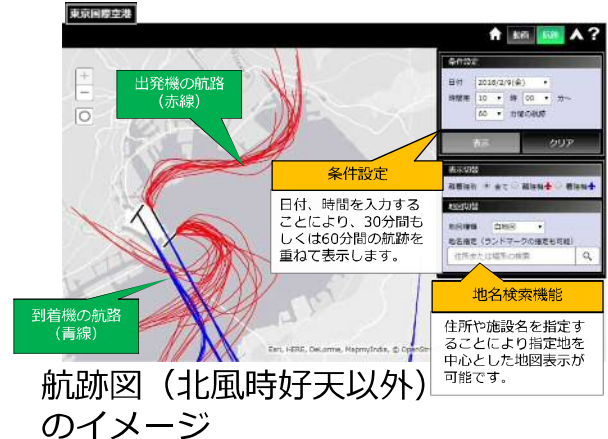 東京国際空港
動画
航跡
?
条件設定
日付 2018/2/9(金)
時間帯 10 時 00 分～
60 分間の航跡
表示 クリア
表示切替
離着陸別 全て 離陸機 着陸機
地図切替
地図種類 白地図
地名指定（ランドマークの指定も可能）
住所または場所の検索
出発機の航路
（赤線）
条件設定
日付、時間を入力する
ことにより、30分間も
しくは60分間の航跡を
重ねて表示します。
地名検索機能
住所や施設名を指定す
ることにより指定地を
中心とした地図表示が
可能です。
到着機の航路
（青線）
Esri, HERE, DeLorme, MapmyIndia, © OpenStr
航跡図（北風時好天以外）
のイメージ